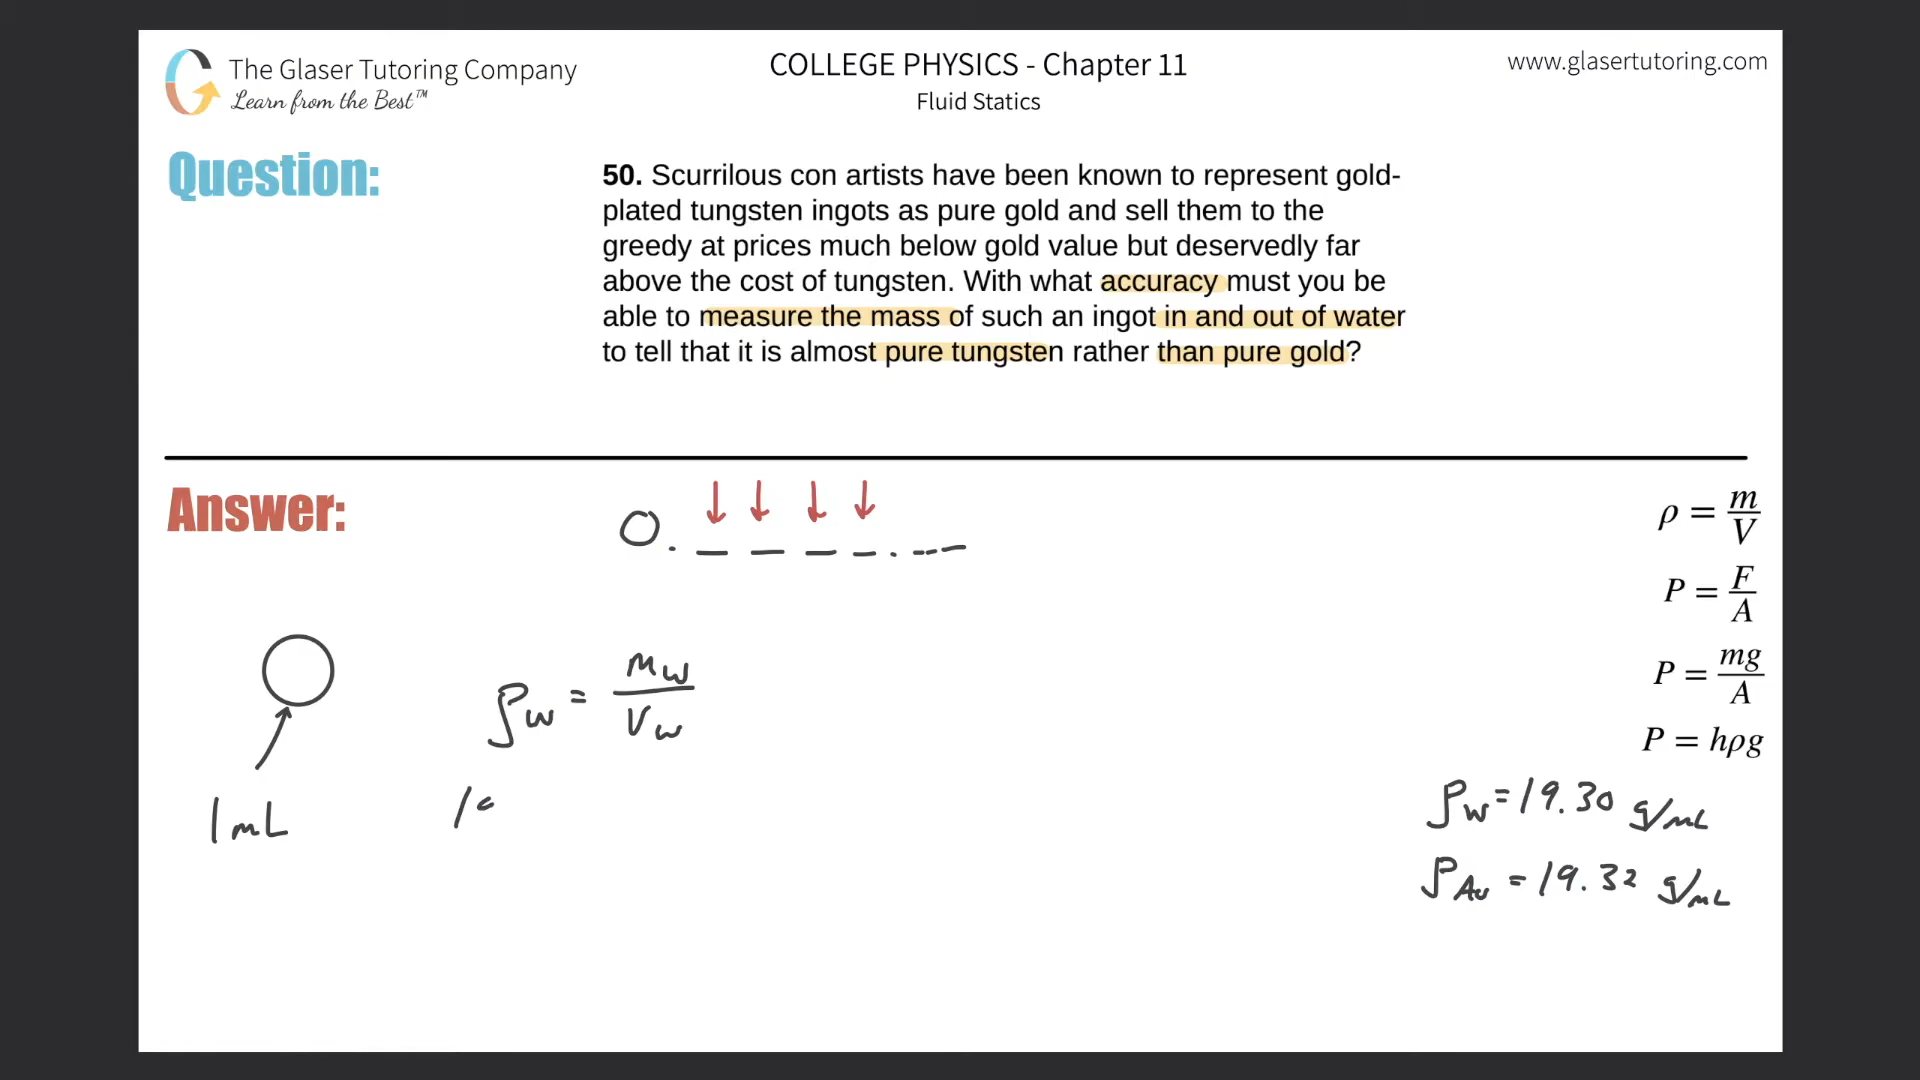 The Glaser Tutoring Company
Learn from the Best™
COLLEGE PHYSICS - Chapter 11
Fluid Statics
www.glasertutoring.com
Question:
50. Scurrilous con artists have been known to represent gold-
plated tungsten ingots as pure gold and sell them to the
greedy at prices much below gold value but deservedly far
above the cost of tungsten. With what accuracy must you be
able to measure the mass of such an ingot in and out of water
to tell that it is almost pure tungsten rather than pure gold?
Answer:
0. _ _ _ _ . _ _ _
1 mL
ρw = mw / Vw
ρ = m/V
P = F/A
P = mg/A
P = hρg
ρw = 19.30 g/mL
ρAu = 19.32 g/mL